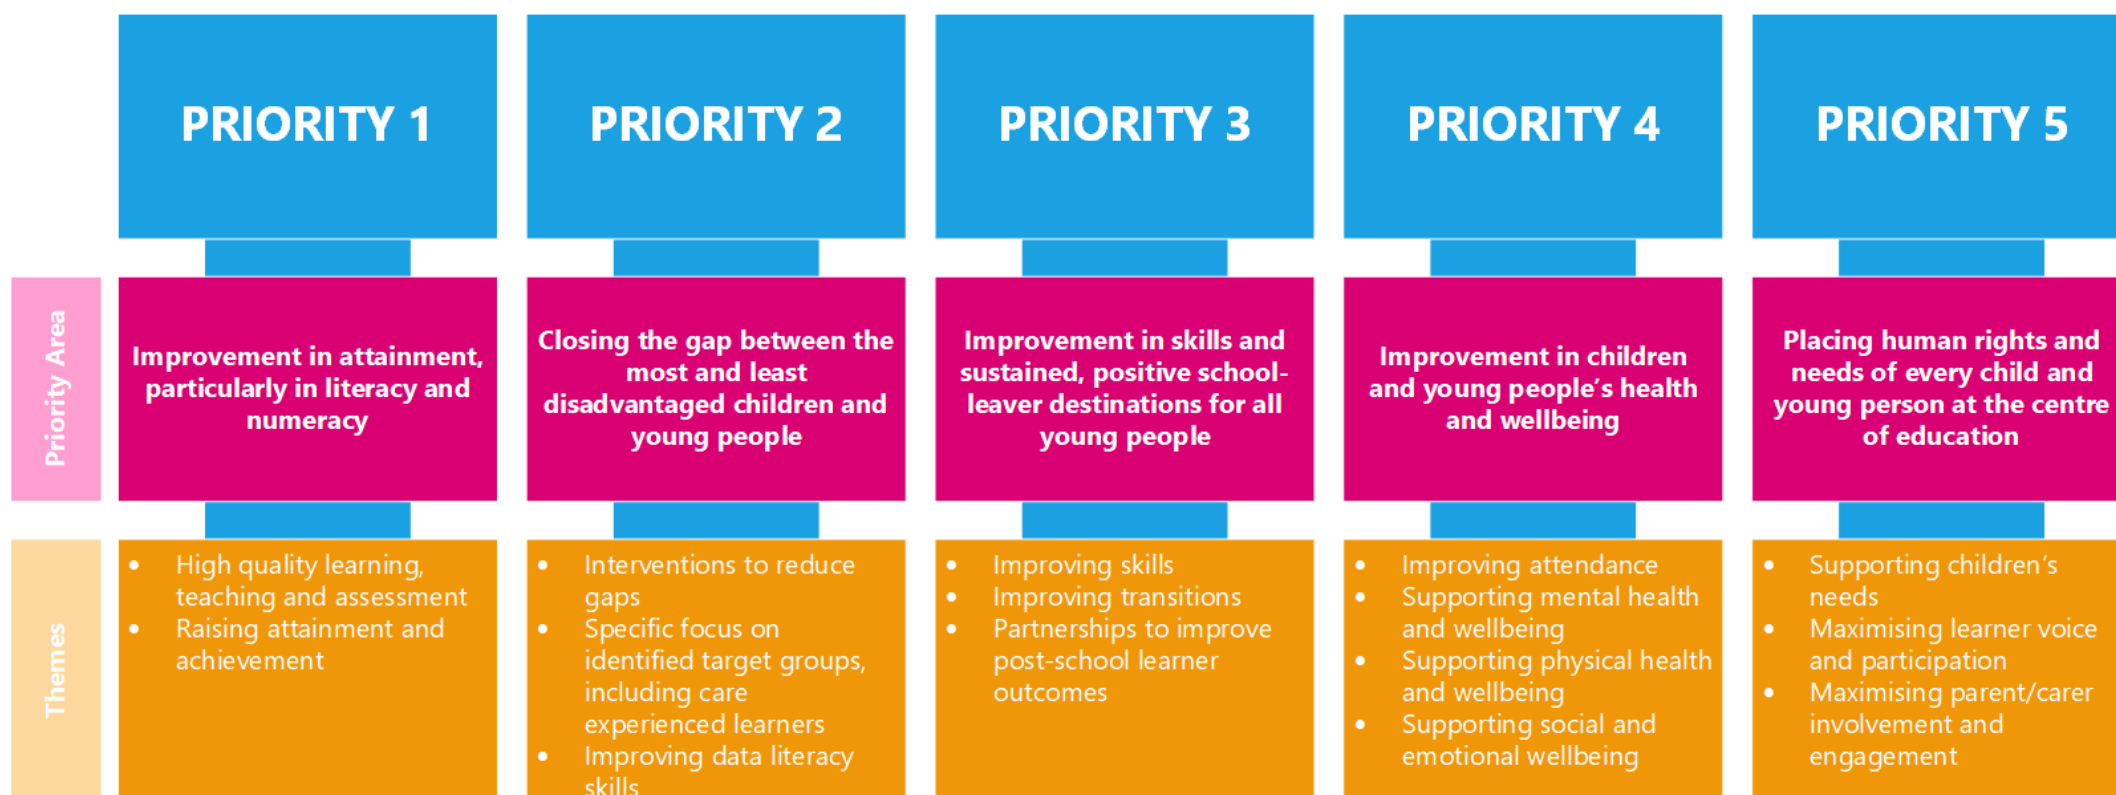 PRIORITY 1
PRIORITY 2
PRIORITY 3
PRIORITY 4
PRIORITY 5
Priority Area
Improvement in attainment,
particularly in literacy and
numeracy
Closing the gap between the
most and least
disadvantaged children and
young people
Improvement in skills and
sustained, positive school-
leaver destinations for all
young people
Improvement in children
and young people’s health
and wellbeing
Placing human rights and
needs of every child and
young person at the centre
of education
Themes
• High quality learning,
teaching and assessment
• Raising attainment and
achievement
• Interventions to reduce
gaps
• Specific focus on
identified target groups,
including care
experienced learners
• Improving data literacy
skills
• Improving skills
• Improving transitions
• Partnerships to improve
post-school learner
outcomes
• Improving attendance
• Supporting mental health
and wellbeing
• Supporting physical health
and wellbeing
• Supporting social and
emotional wellbeing
• Supporting children’s
needs
• Maximising learner voice
and participation
• Maximising parent/carer
involvement and
engagement